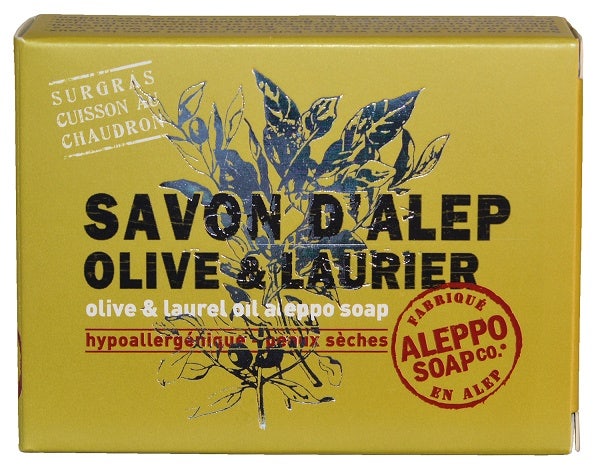 SURGRAS
CUISSON AU
CHAUDRON
SAVON D'ALEP
OLIVE & LAURIER
olive & laurel oil aleppo soap
hypoallergénique - peaux sèches
FABRIQUÉ
ALEPPO
SOAP CO.®
EN ALEP